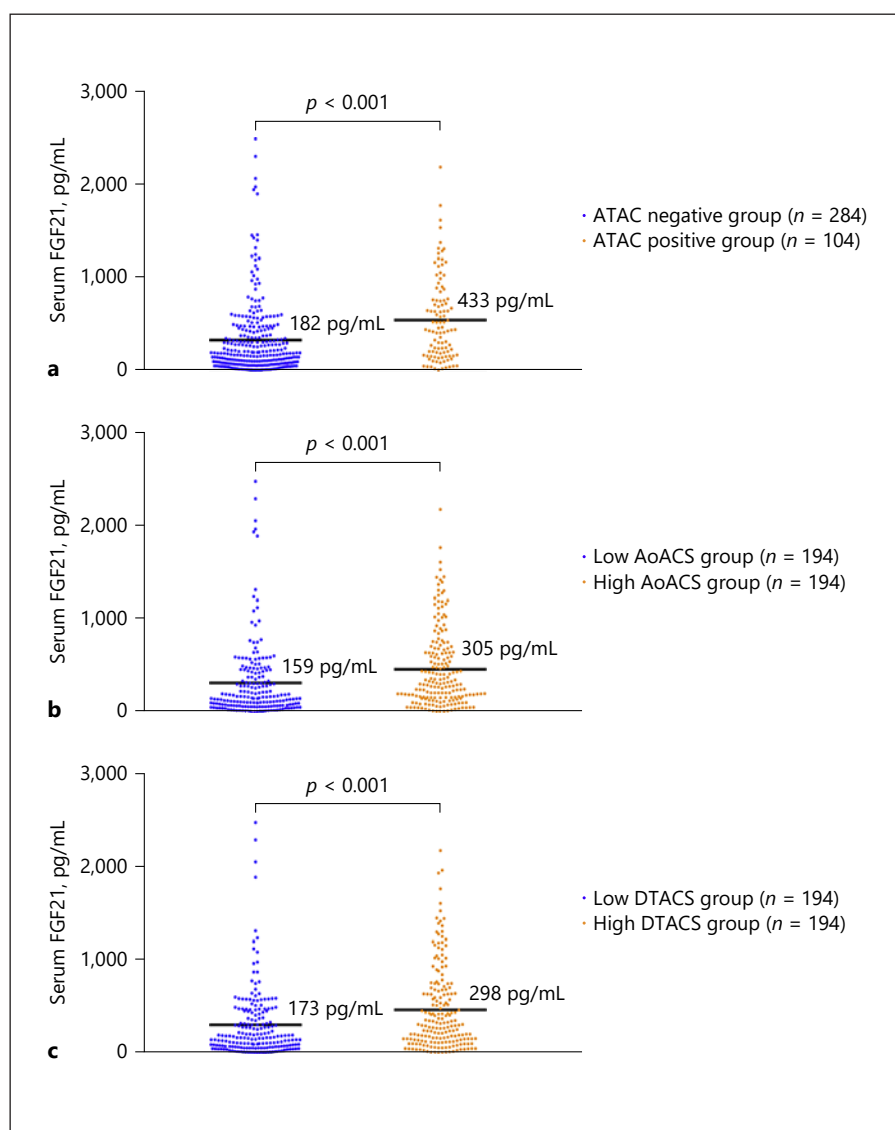 3,000
p < 0.001
2,000
1,000
0
Serum FGF21, pg/mL
182 pg/mL
433 pg/mL
ATAC negative group (n = 284)
ATAC positive group (n = 104)
a
3,000
p < 0.001
2,000
1,000
0
Serum FGF21, pg/mL
159 pg/mL
305 pg/mL
Low AoACS group (n = 194)
High AoACS group (n = 194)
b
3,000
p < 0.001
2,000
1,000
0
Serum FGF21, pg/mL
173 pg/mL
298 pg/mL
Low DTACS group (n = 194)
High DTACS group (n = 194)
c